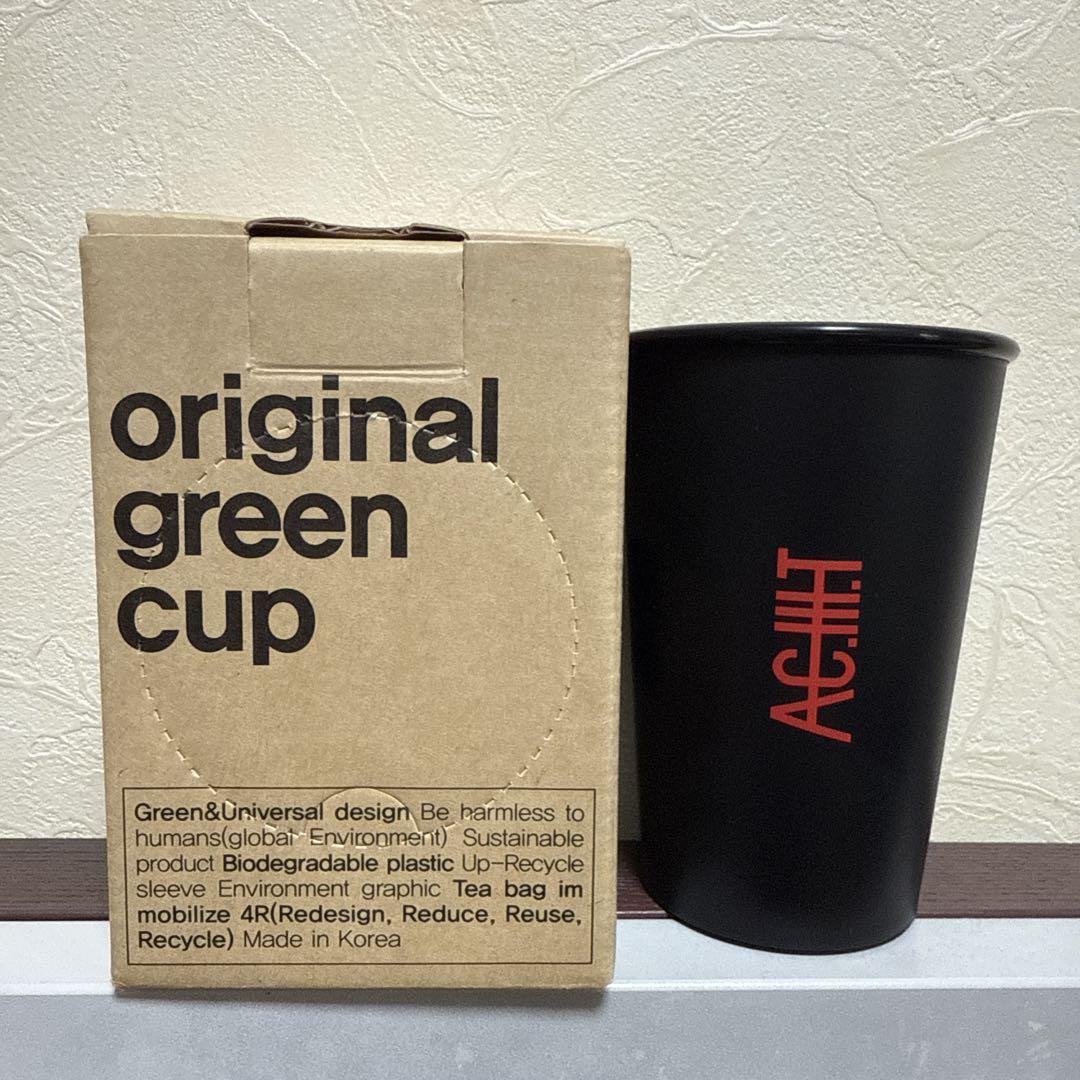 original
green
cup
Green&Universal design Be harmless to
humans(global Environment) Sustainable
product Biodegradable plastic Up-Recycle
sleeve Environment graphic Tea bag im
mobilize 4R(Redesign, Reduce, Reuse,
Recycle) Made in Korea